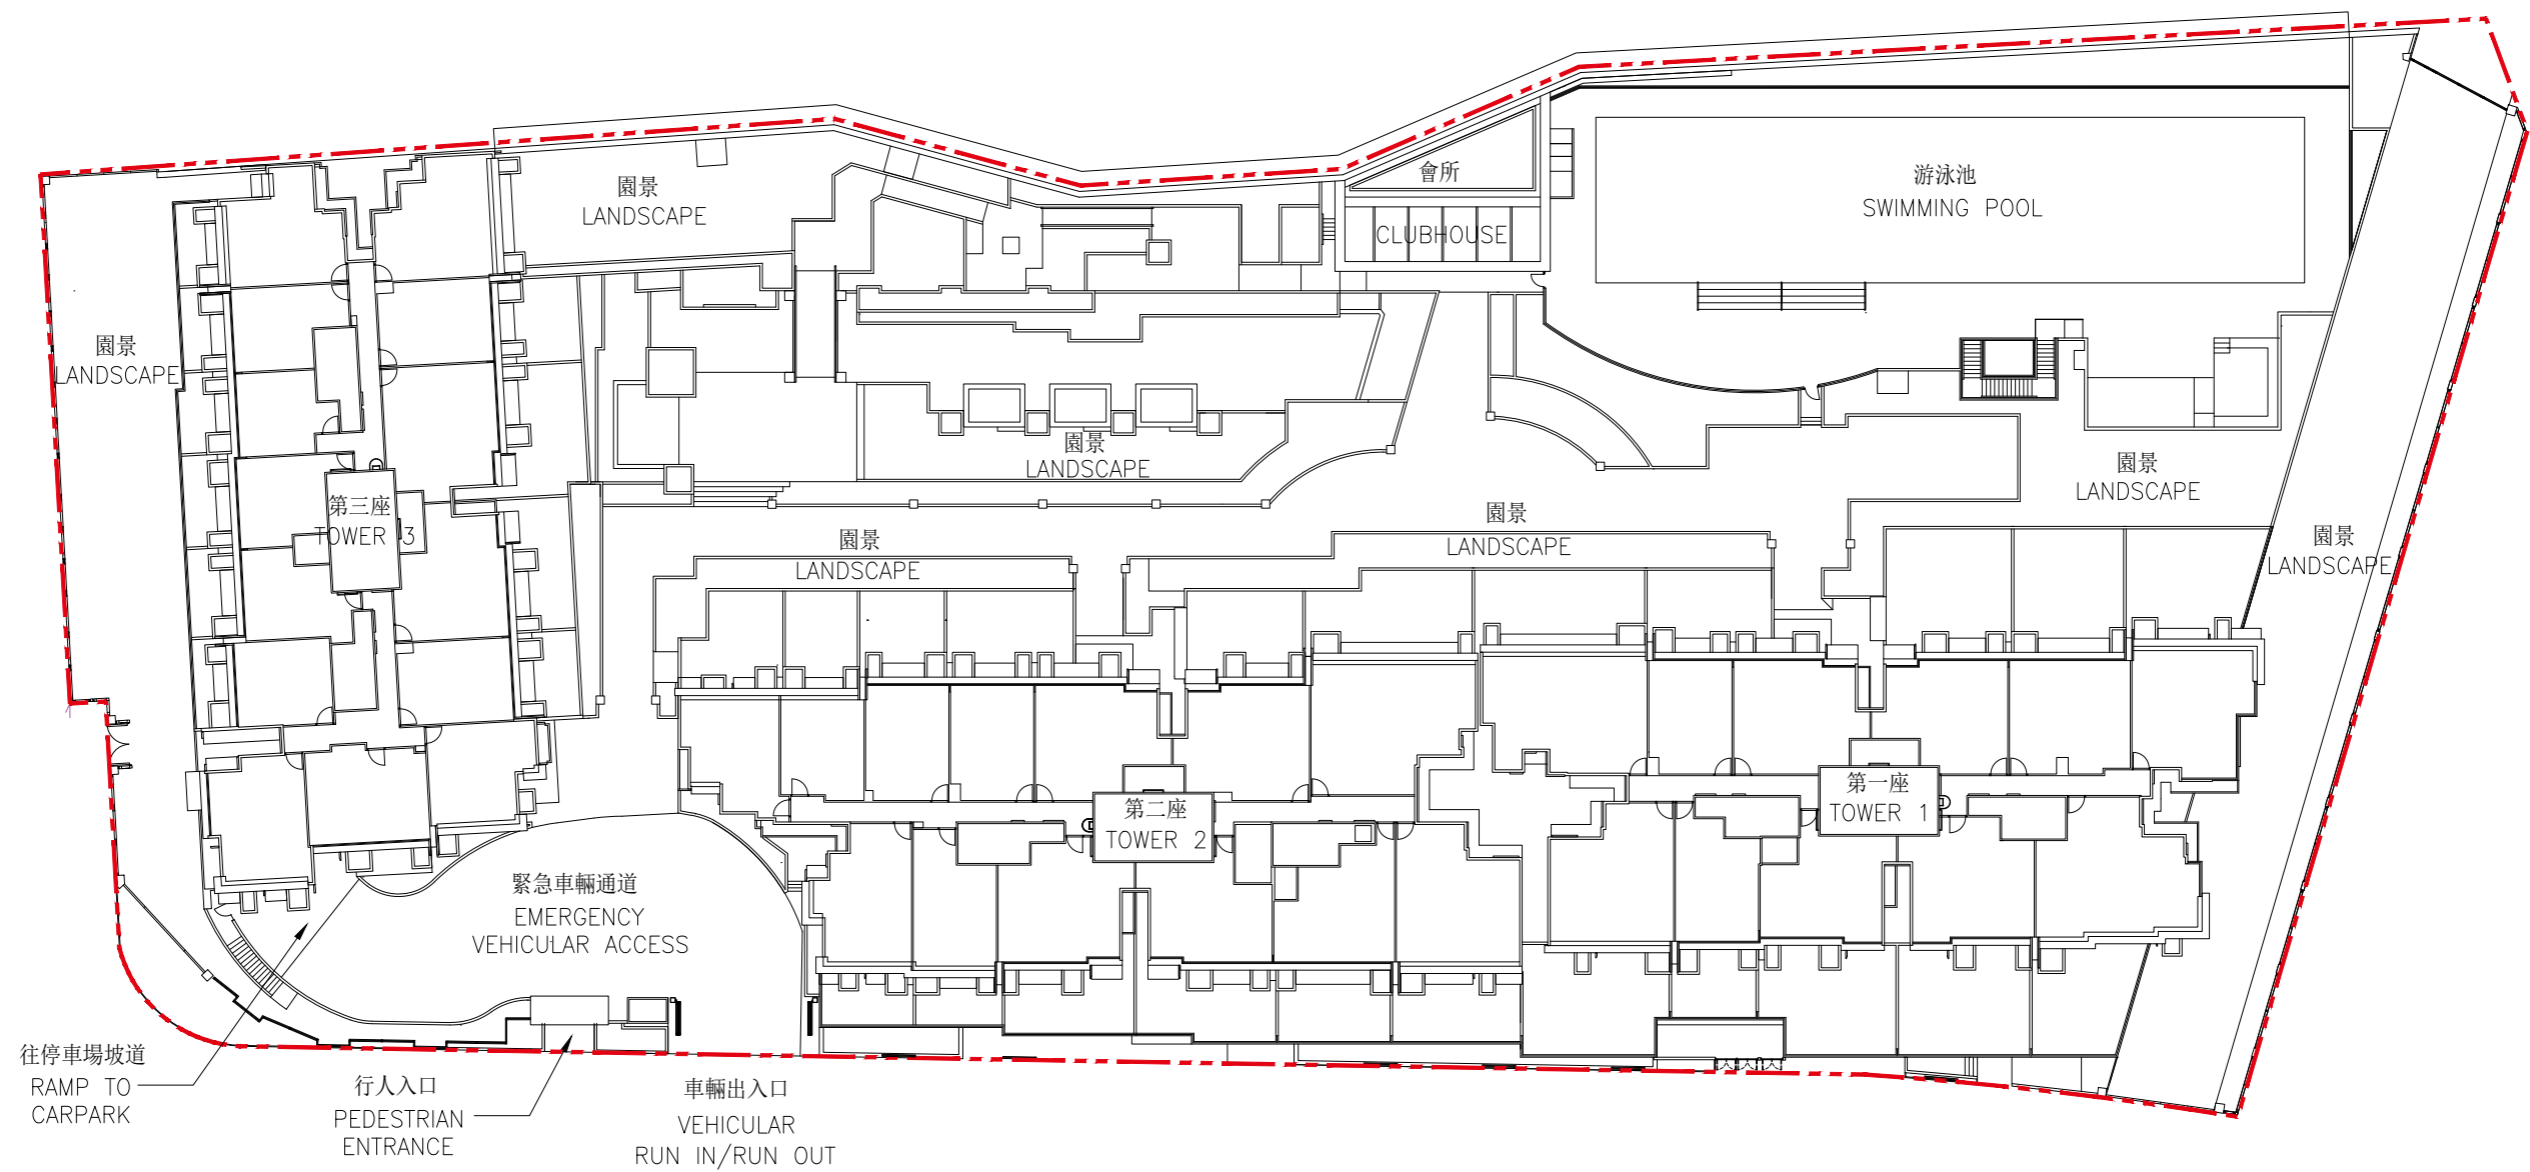 園景
LANDSCAPE
會所
CLUBHOUSE
游泳池
SWIMMING POOL
園景
LANDSCAPE
園景
LANDSCAPE
園景
LANDSCAPE
第三座
TOWER 3
園景
LANDSCAPE
園景
LANDSCAPE
園景
LANDSCAPE
第二座
TOWER 2
第一座
TOWER 1
緊急車輛通道
EMERGENCY
VEHICULAR ACCESS
往停車場坡道
RAMP TO
CARPARK
行人入口
PEDESTRIAN
ENTRANCE
車輛出入口
VEHICULAR
RUN IN/RUN OUT